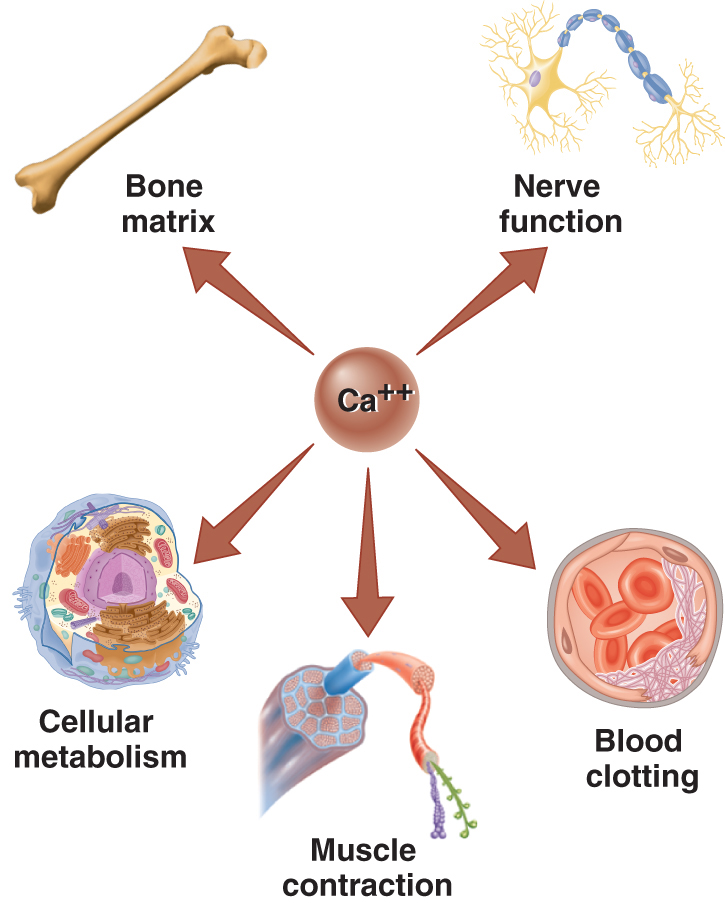 Bone
matrix
Nerve
function
Ca++
Cellular
metabolism
Muscle
contraction
Blood
clotting